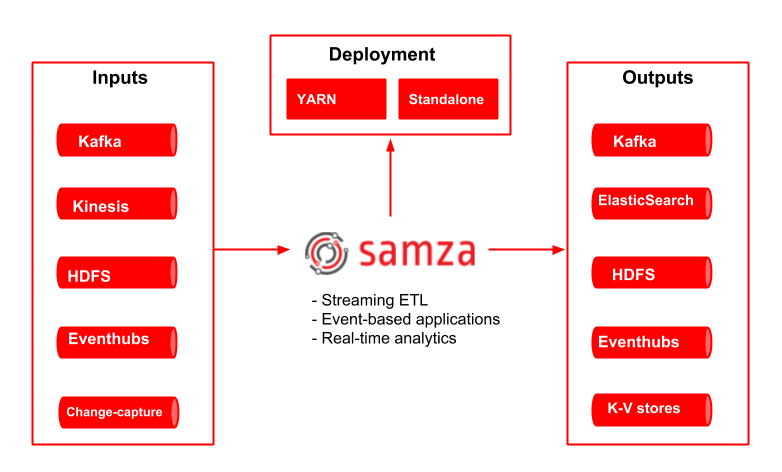 Deployment
YARN
Standalone
Inputs
Kafka
Kinesis
HDFS
Eventhubs
Change-capture
samza
- Streaming ETL
- Event-based applications
- Real-time analytics
Outputs
Kafka
ElasticSearch
HDFS
Eventhubs
K-V stores